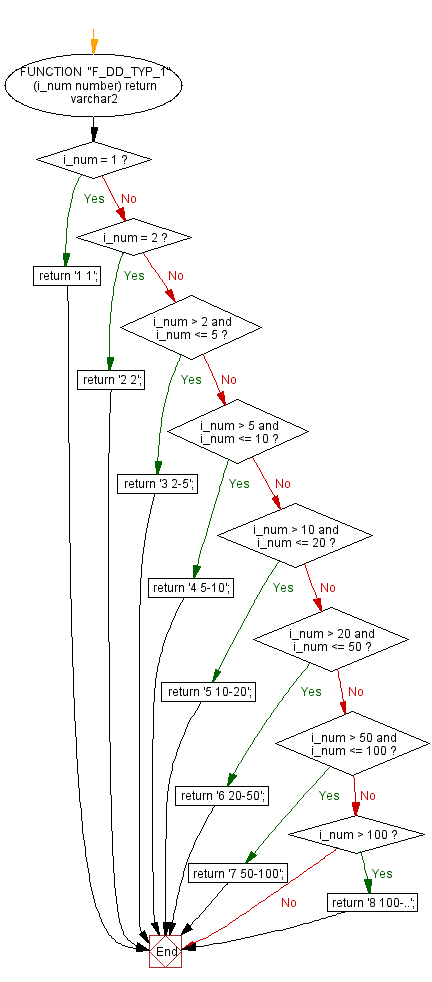 FUNCTION "F_DD_TYP_1"
(i_num number) return
varchar2
i_num = 1 ?
Yes
No
i_num = 2 ?
return '1 1';
Yes
No
i_num > 2 and
i_num <= 5 ?
return '2 2';
Yes
No
i_num > 5 and
i_num <= 10 ?
return '3 2-5';
Yes
No
i_num > 10 and
i_num <= 20 ?
return '4 5-10';
Yes
No
i_num > 20 and
i_num <= 50 ?
return '5 10-20';
Yes
No
i_num > 50 and
i_num <= 100 ?
return '6 20-50';
Yes
No
i_num > 100 ?
return '7 50-100';
Yes
No
return '8 100-..';
End